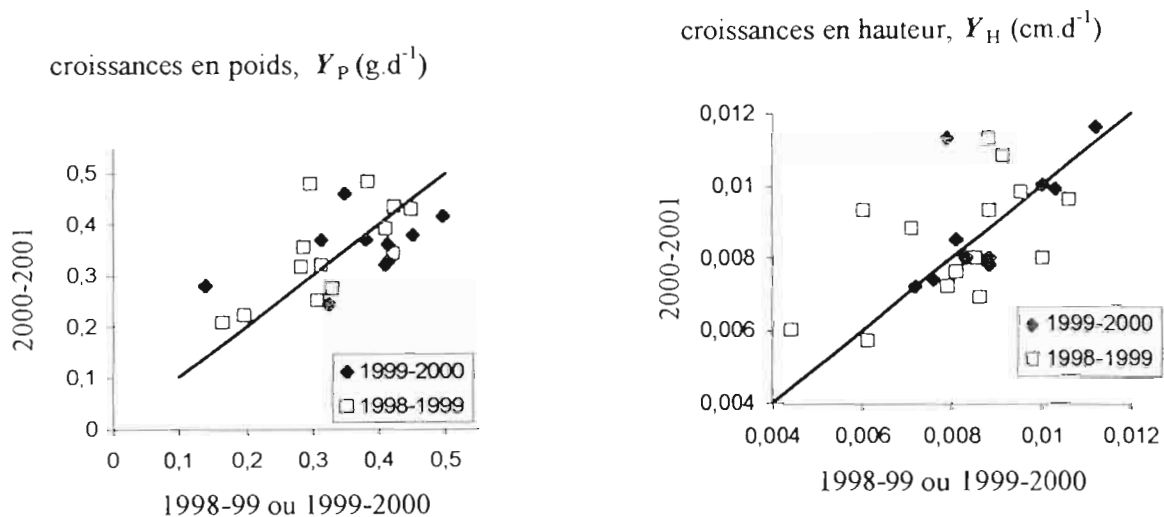 croissances en poids, Y_P (g.d⁻¹)
0,5
0,4
0,3
0,2
0,1
0
2000-2001
◆ 1999-2000
□ 1998-1999
0 0,1 0,2 0,3 0,4 0,5
1998-99 ou 1999-2000
croissances en hauteur, Y_H (cm.d⁻¹)
0,012
0,01
0,008
0,006
0,004
2000-2001
◆ 1999-2000
□ 1998-1999
0,004 0,006 0,008 0,01 0,012
1998-99 ou 1999-2000